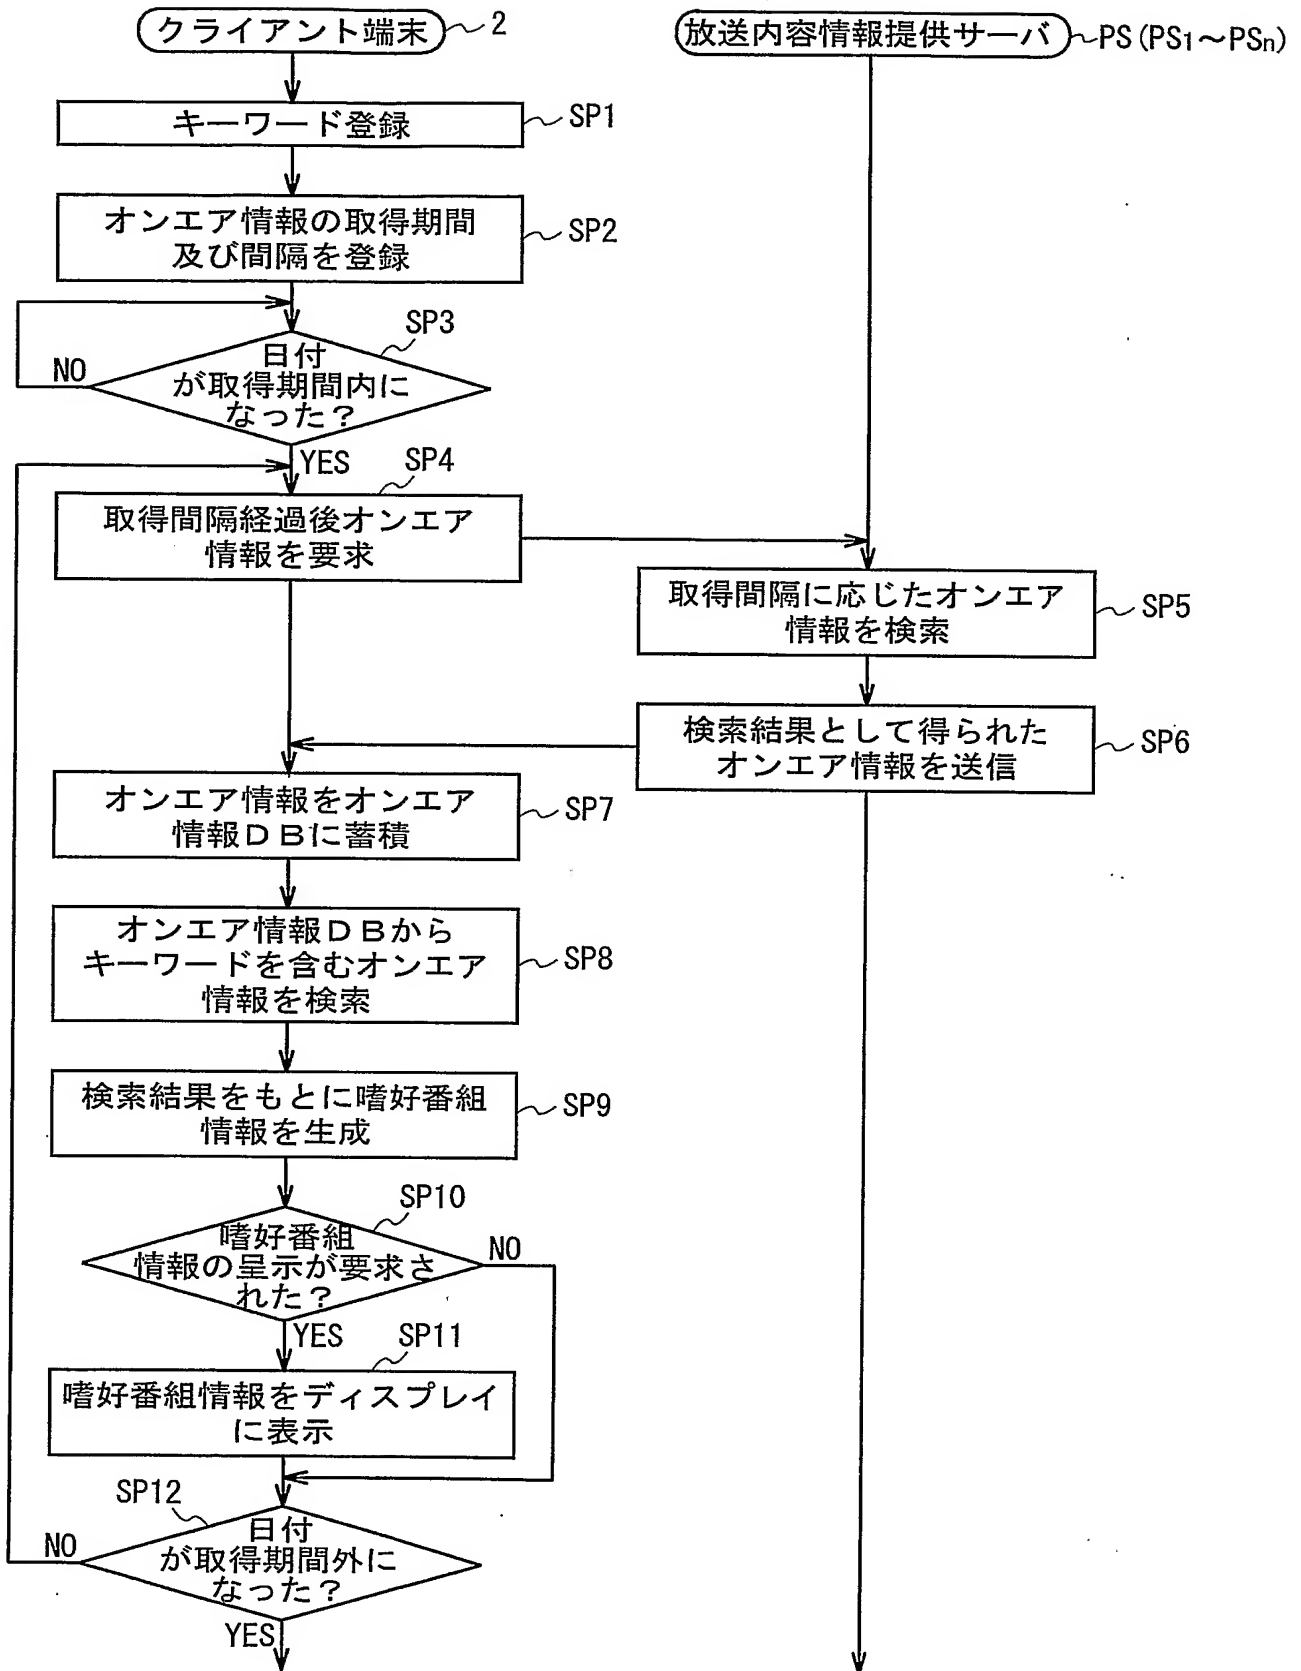 クライアント端末
2
放送内容情報提供サーバ
PS(PS1～PSn)
キーワード登録
SP1
オンエア情報の取得期間
及び間隔を登録
SP2
SP3
日付
が取得期間内に
なった？
NO
YES
SP4
取得間隔経過後オンエア
情報を要求
取得間隔に応じたオンエア
情報を検索
SP5
検索結果として得られた
オンエア情報を送信
SP6
オンエア情報をオンエア
情報ＤＢに蓄積
SP7
オンエア情報ＤＢから
キーワードを含むオンエア
情報を検索
SP8
検索結果をもとに嗜好番組
情報を生成
SP9
SP10
嗜好番組
情報の呈示が要求さ
れた？
NO
YES
SP11
嗜好番組情報をディスプレイ
に表示
SP12
日付
が取得期間外に
なった？
NO
YES